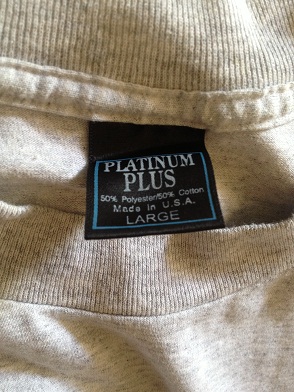 PLATINUM
PLUS
50% Polyester/50% Cotton
Made in U.S.A.
LARGE